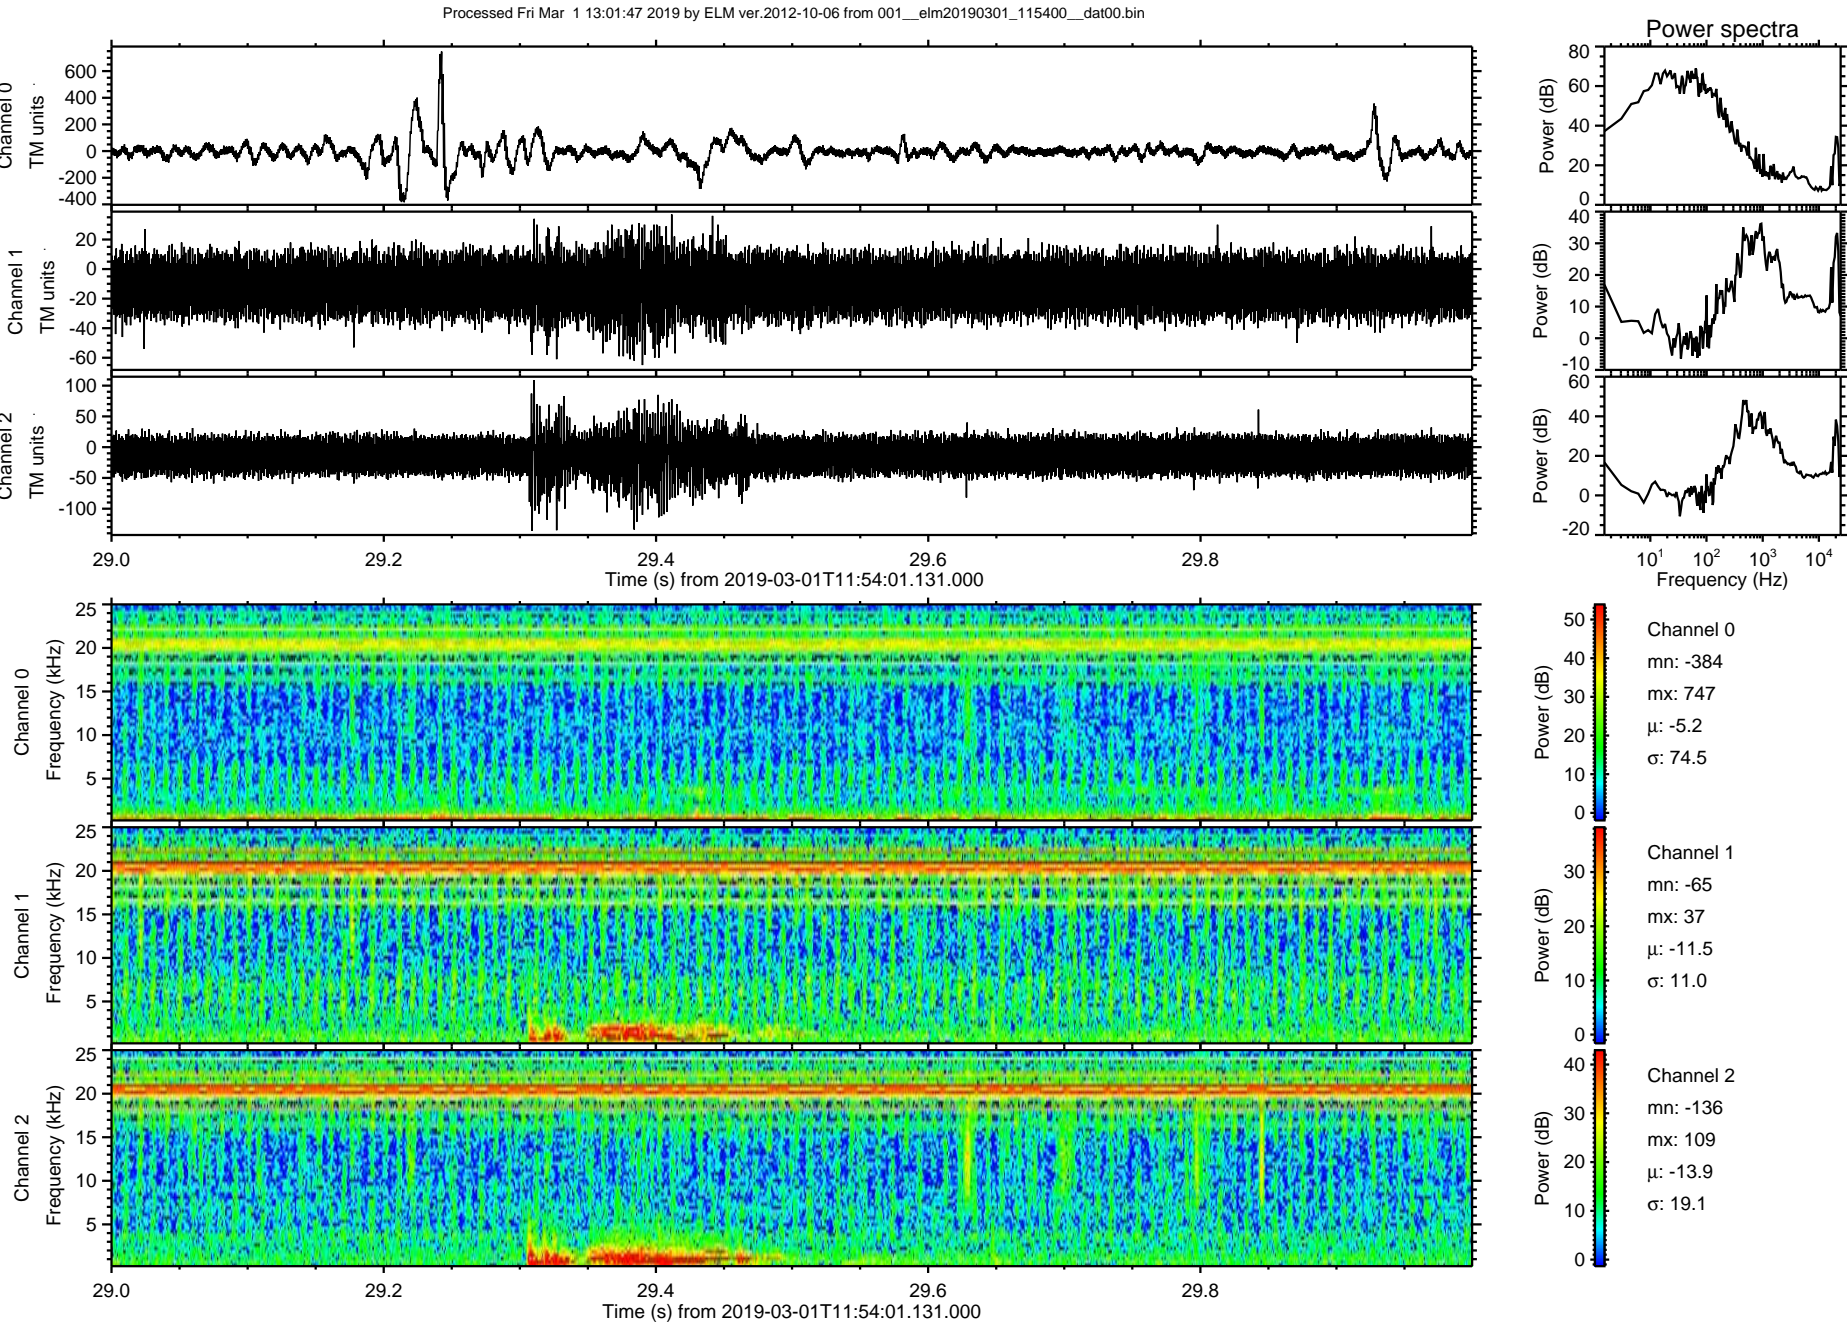 Processed Fri Mar 1 13:01:47 2019 by ELM ver.2012-10-06 from 001__elm20190301_115400__dat00.bin
Power spectra
Channel 0
TM units
600
400
200
0
-200
-400
Power (dB)
80
60
40
20
0
Channel 1
TM units
20
0
-20
-40
-60
Power (dB)
40
30
20
10
0
-10
Channel 2
TM units
100
50
0
-50
-100
Power (dB)
60
40
20
0
-20
29.0 29.2 29.4 29.6 29.8
Time (s) from 2019-03-01T11:54:01.131.000
10¹ 10² 10³ 10⁴
Frequency (Hz)
Channel 0
Frequency (kHz)
25
20
15
10
5
Power (dB)
50
40
30
20
10
0
Channel 0
mn: -384
mx: 747
μ: -5.2
σ: 74.5
Channel 1
Frequency (kHz)
25
20
15
10
5
Power (dB)
30
20
10
0
Channel 1
mn: -65
mx: 37
μ: -11.5
σ: 11.0
Channel 2
Frequency (kHz)
25
20
15
10
5
Power (dB)
40
30
20
10
0
Channel 2
mn: -136
mx: 109
μ: -13.9
σ: 19.1
29.0 29.2 29.4 29.6 29.8
Time (s) from 2019-03-01T11:54:01.131.000